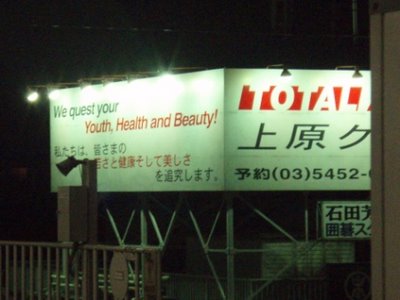 We quest your
Youth, Health and Beauty!
私たちは、皆さまの
さと健康そして美しさ
を追究します。
TOTAL
上原ク
予約(03)5452-
石田芳
囲碁ス